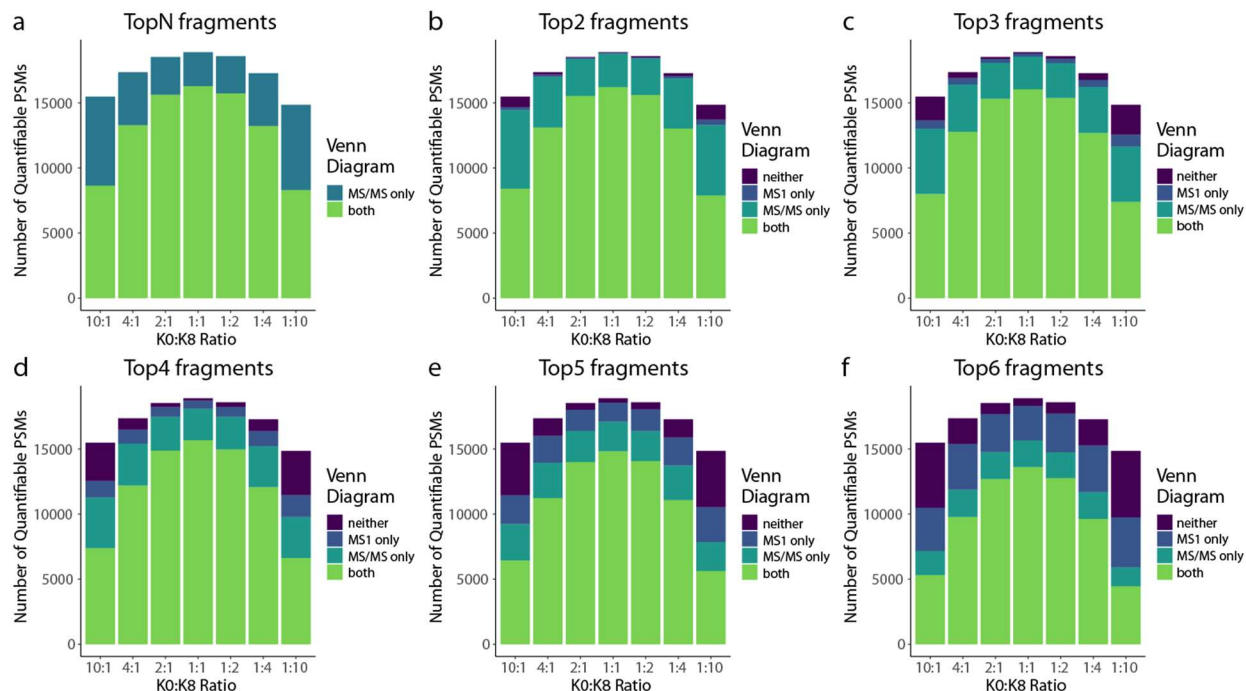 a
TopN fragments
Number of Quantifiable PSMs
15000
10000
5000
0
10:1 4:1 2:1 1:1 1:2 1:4 1:10
K0:K8 Ratio
Venn
Diagram
MS/MS only
both
b
Top2 fragments
Number of Quantifiable PSMs
15000
10000
5000
0
10:1 4:1 2:1 1:1 1:2 1:4 1:10
K0:K8 Ratio
Venn
Diagram
neither
MS1 only
MS/MS only
both
c
Top3 fragments
Number of Quantifiable PSMs
15000
10000
5000
0
10:1 4:1 2:1 1:1 1:2 1:4 1:10
K0:K8 Ratio
Venn
Diagram
neither
MS1 only
MS/MS only
both
d
Top4 fragments
Number of Quantifiable PSMs
15000
10000
5000
0
10:1 4:1 2:1 1:1 1:2 1:4 1:10
K0:K8 Ratio
Venn
Diagram
neither
MS1 only
MS/MS only
both
e
Top5 fragments
Number of Quantifiable PSMs
15000
10000
5000
0
10:1 4:1 2:1 1:1 1:2 1:4 1:10
K0:K8 Ratio
Venn
Diagram
neither
MS1 only
MS/MS only
both
f
Top6 fragments
Number of Quantifiable PSMs
15000
10000
5000
0
10:1 4:1 2:1 1:1 1:2 1:4 1:10
K0:K8 Ratio
Venn
Diagram
neither
MS1 only
MS/MS only
both